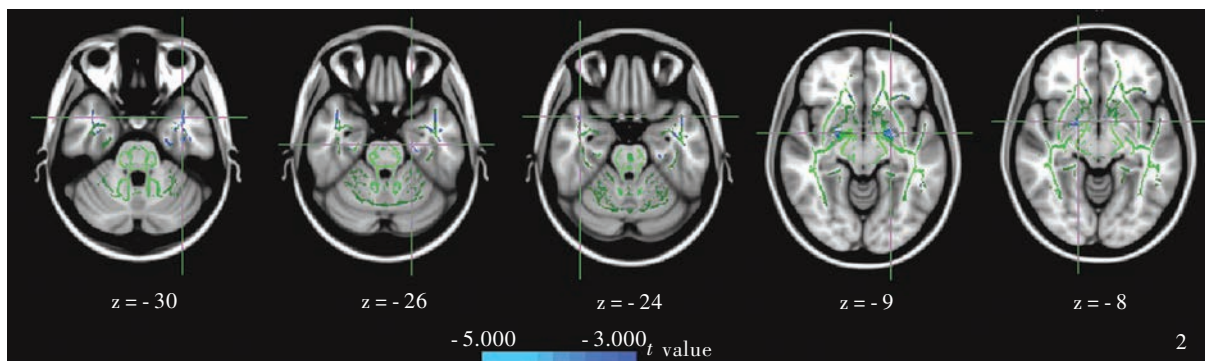 z = - 30 z = - 26 z = - 24 z = - 9 z = - 8
- 5.000 - 3.000 t value 2